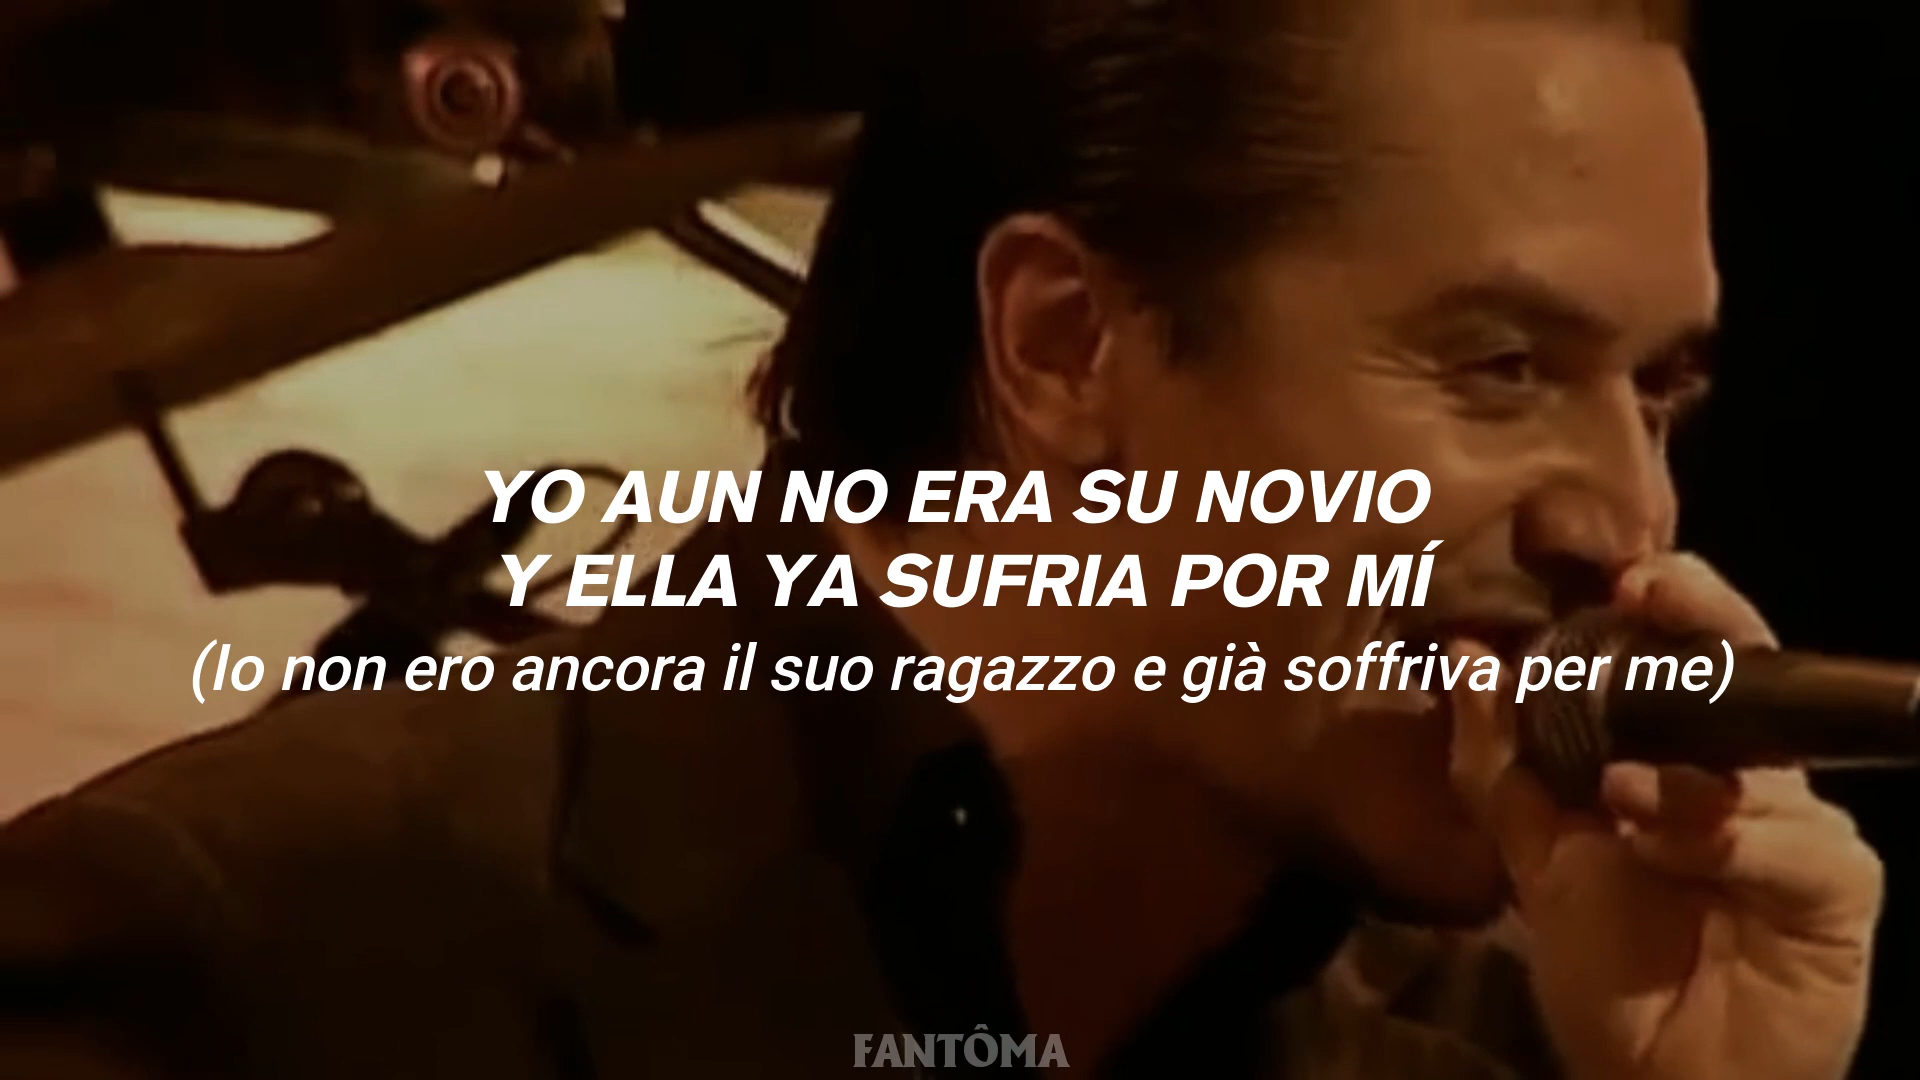 YO AUN NO ERA SU NOVIO
Y ELLA YA SUFRIA POR MÍ
(Io non ero ancora il suo ragazzo e già soffriva per me)
FANTÔMA